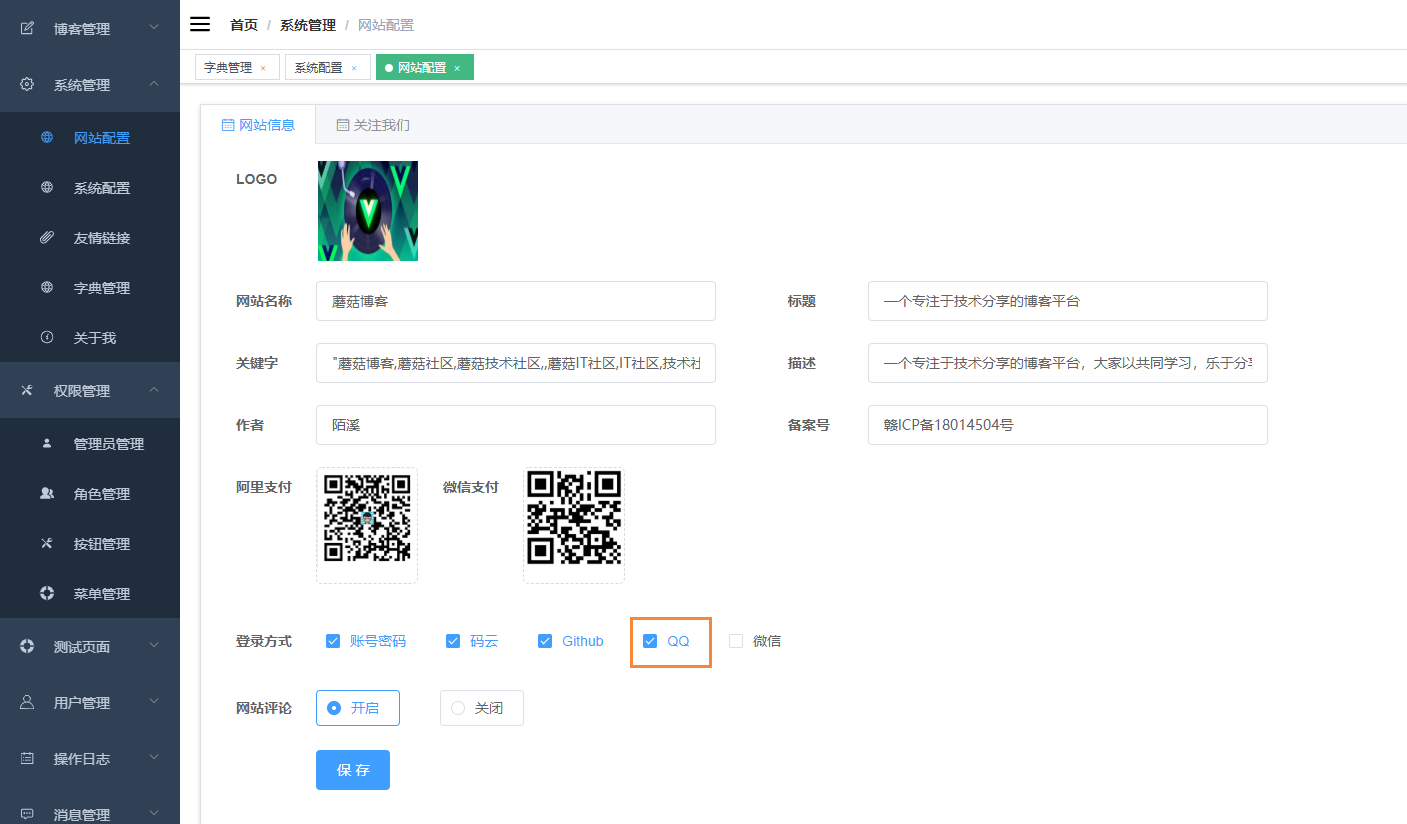 博客管理
系统管理
网站配置
系统配置
友情链接
字典管理
关于我
权限管理
管理员管理
角色管理
按钮管理
菜单管理
测试页面
用户管理
操作日志
消息管理
首页 / 系统管理 / 网站配置
字典管理 × 系统配置 × 网站配置 ×
网站信息 关注我们
LOGO
网站名称 蘑菇博客 标题 一个专注于技术分享的博客平台
关键字 "蘑菇博客,蘑菇社区,蘑菇技术社区,,蘑菇IT社区,IT社区,技术社 描述 一个专注于技术分享的博客平台，大家以共同学习，乐于分享
作者 陌溪 备案号 赣ICP备18014504号
阿里支付 微信支付
登录方式 账号密码 码云 Github QQ 微信
网站评论 开启 关闭
保 存